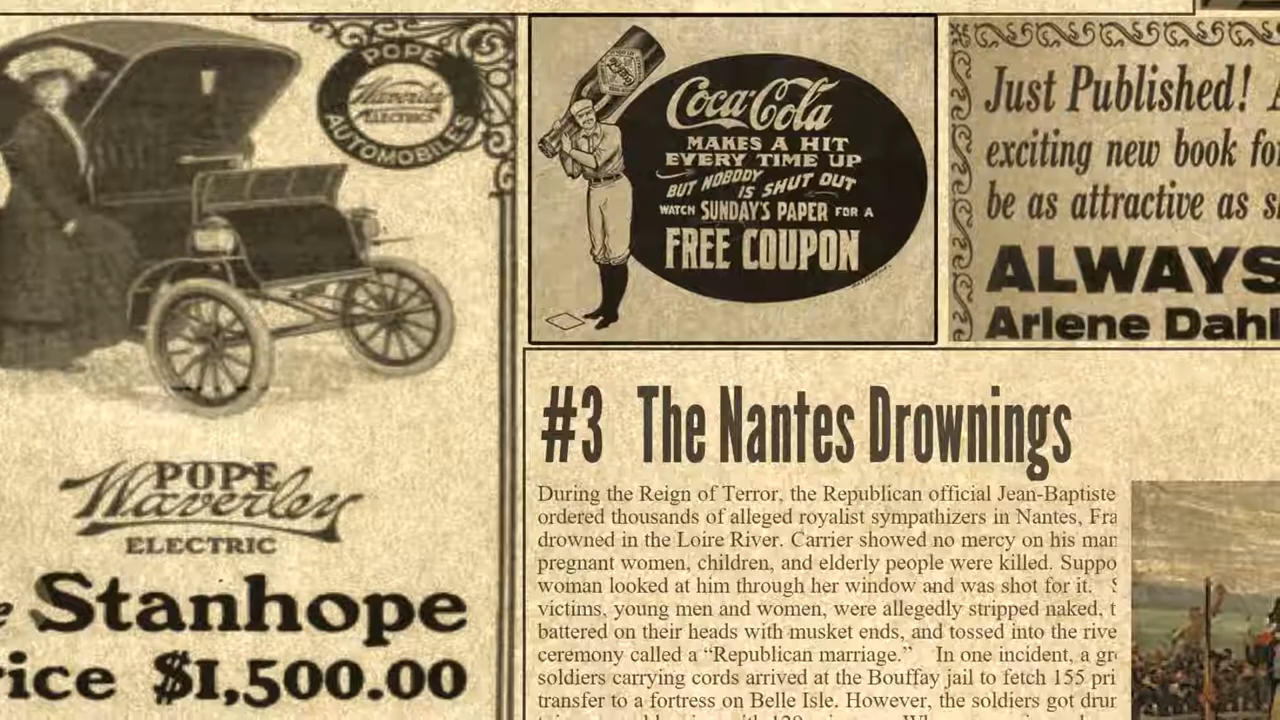 POPE
Waverley
ELECTRICS
AUTOMOBILES
POPE
Waverley
ELECTRIC
Stanhope
rice $1,500.00
Coca-Cola
MAKES A HIT
EVERY TIME UP
BUT NOBODY
IS SHUT OUT
WATCH SUNDAY'S PAPER FOR A
FREE COUPON
Just Published!
exciting new book fo
be as attractive as s
ALWAYS
Arlene Dahl
#3 The Nantes Drownings
During the Reign of Terror, the Republican official Jean-Baptiste
ordered thousands of alleged royalist sympathizers in Nantes, Fra
drowned in the Loire River. Carrier showed no mercy on his man
pregnant women, children, and elderly people were killed. Suppo
woman looked at him through her window and was shot for it. S
victims, young men and women, were allegedly stripped naked, t
battered on their heads with musket ends, and tossed into the rive
ceremony called a “Republican marriage.” In one incident, a gr
soldiers carrying cords arrived at the Bouffay jail to fetch 155 pri
transfer to a fortress on Belle Isle. However, the soldiers got drun